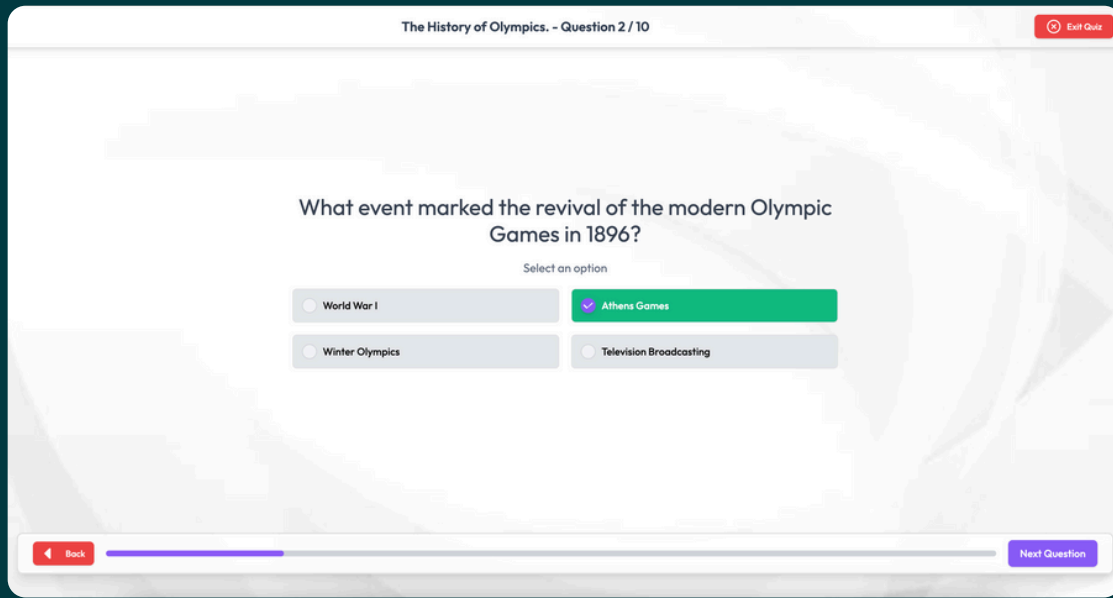 The History of Olympics. - Question 2 / 10
Exit Quiz
What event marked the revival of the modern Olympic
Games in 1896?
Select an option
World War I
Athens Games
Winter Olympics
Television Broadcasting
Back
Next Question